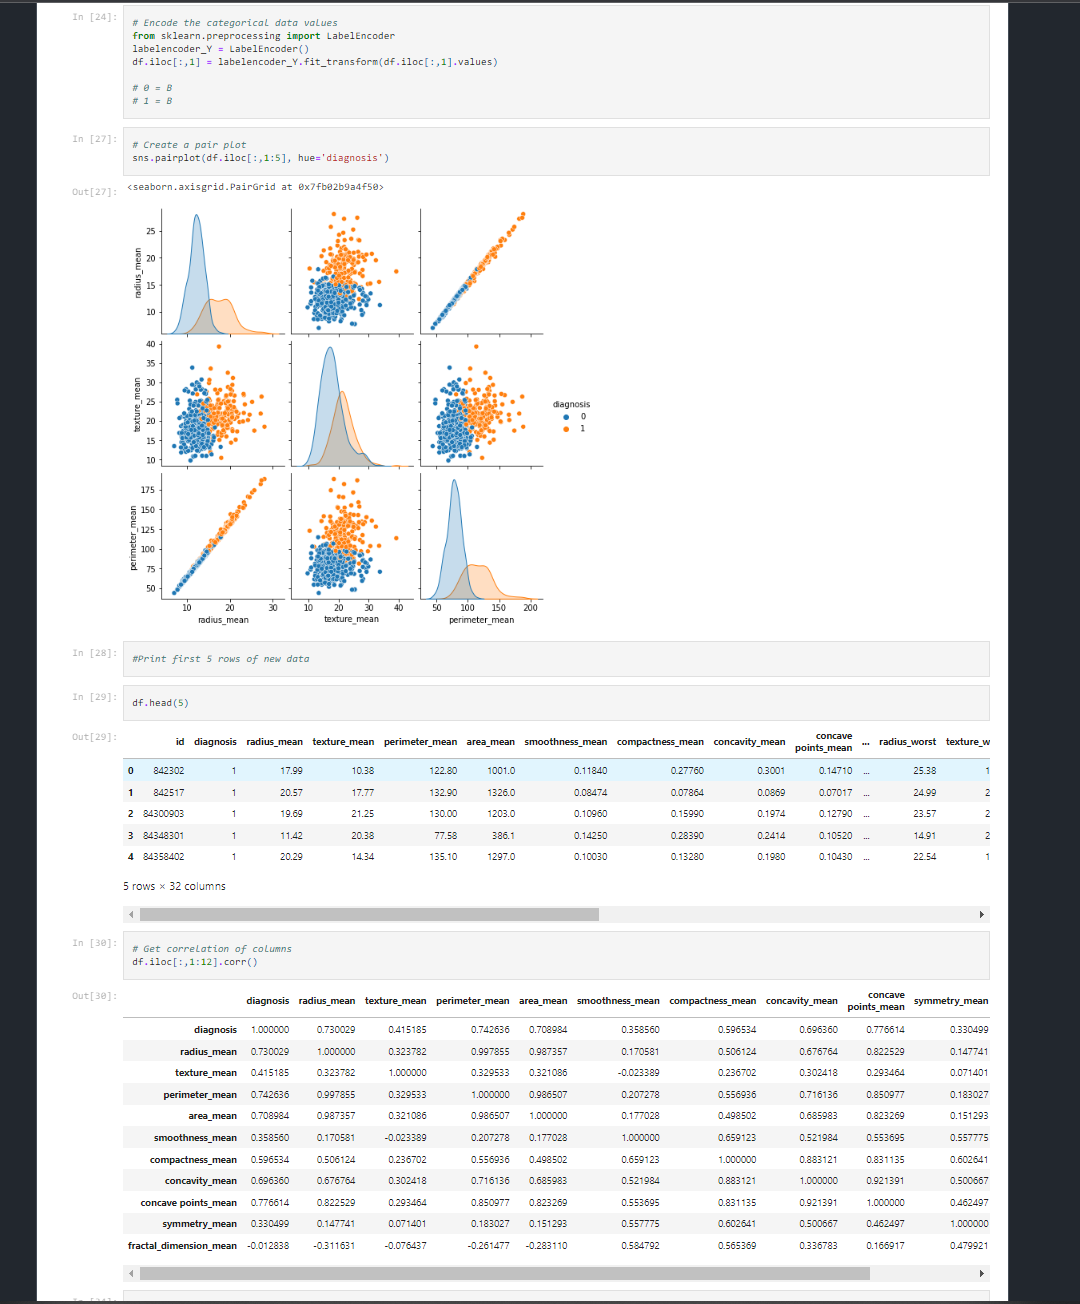 In [24]:
# Encode the categorical data values
from sklearn.preprocessing import LabelEncoder
labelencoder_Y = LabelEncoder()
df.iloc[:,1] = labelencoder_Y.fit_transform(df.iloc[:,1].values)
# 0 = B
# 1 = B
In [27]:
# Create a pair plot
sns.pairplot(df.iloc[:,1:5], hue='diagnosis')
Out[27]:
<seaborn.axisgrid.PairGrid at 0x7fb02b9a4f50>
radius_mean
25
20
15
10
texture_mean
40
35
30
25
20
15
10
diagnosis
0
1
perimeter_mean
175
150
125
100
75
50
10 20 30
10 20 30 40
50 100 150 200
radius_mean
texture_mean
perimeter_mean
In [28]:
#Print first 5 rows of new data
In [29]:
df.head(5)
Out[29]:
id diagnosis radius_mean texture_mean perimeter_mean area_mean smoothness_mean compactness_mean concavity_mean concave points_mean ... radius_worst texture_w
0 842302 1 17.99 10.38 122.80 1001.0 0.11840 0.27760 0.3001 0.14710 ... 25.38 1
1 842517 1 20.57 17.77 132.90 1326.0 0.08474 0.07864 0.0869 0.07017 ... 24.99 2
2 84300903 1 19.69 21.25 130.00 1203.0 0.10960 0.15990 0.1974 0.12790 ... 23.57 2
3 84348301 1 11.42 20.38 77.58 386.1 0.14250 0.28390 0.2414 0.10520 ... 14.91 2
4 84358402 1 20.29 14.34 135.10 1297.0 0.10030 0.13280 0.1980 0.10430 ... 22.54 1
5 rows × 32 columns
In [30]:
# Get correlation of columns
df.iloc[:,1:12].corr()
Out[30]:
diagnosis radius_mean texture_mean perimeter_mean area_mean smoothness_mean compactness_mean concavity_mean concave points_mean symmetry_mean
diagnosis 1.000000 0.730029 0.415185 0.742636 0.708984 0.358560 0.596534 0.696360 0.776614 0.330499
radius_mean 0.730029 1.000000 0.323782 0.997855 0.987357 0.170581 0.506124 0.676764 0.822529 0.147741
texture_mean 0.415185 0.323782 1.000000 0.329533 0.321086 -0.023389 0.236702 0.302418 0.293464 0.071401
perimeter_mean 0.742636 0.997855 0.329533 1.000000 0.986507 0.207278 0.556936 0.716136 0.850977 0.183027
area_mean 0.708984 0.987357 0.321086 0.986507 1.000000 0.177028 0.498502 0.685983 0.823269 0.151293
smoothness_mean 0.358560 0.170581 -0.023389 0.207278 0.177028 1.000000 0.659123 0.521984 0.553695 0.557775
compactness_mean 0.596534 0.506124 0.236702 0.556936 0.498502 0.659123 1.000000 0.883121 0.831135 0.602641
concavity_mean 0.696360 0.676764 0.302418 0.716136 0.685983 0.521984 0.883121 1.000000 0.921391 0.500667
concave points_mean 0.776614 0.822529 0.293464 0.850977 0.823269 0.553695 0.831135 0.921391 1.000000 0.462497
symmetry_mean 0.330499 0.147741 0.071401 0.183027 0.151293 0.557775 0.602641 0.500667 0.462497 1.000000
fractal_dimension_mean -0.012838 -0.311631 -0.076437 -0.261477 -0.283110 0.584792 0.565369 0.336783 0.166917 0.479921